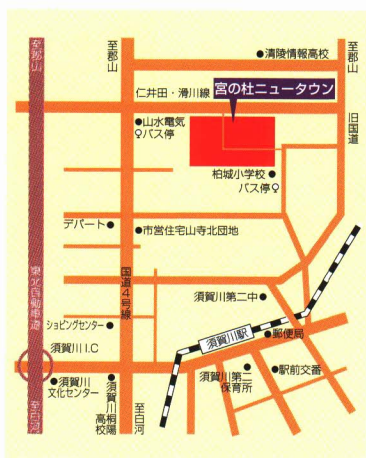 至郡山
至郡山
●清陵情報高校
至郡山
仁井田・滑川線
宮の杜ニュータウン
旧国道
●山水電気
バス停
柏城小学校●
バス停
デパート●
●市営住宅山寺北団地
東北自動車道
国道4号線
須賀川第二中●
ショピングセンター●
須賀川駅
●郵便局
須賀川I.C
●須賀川
文化センター
●須賀川桐陽
高校
須賀川第二
保育所
●駅前交番
至白河
至白河